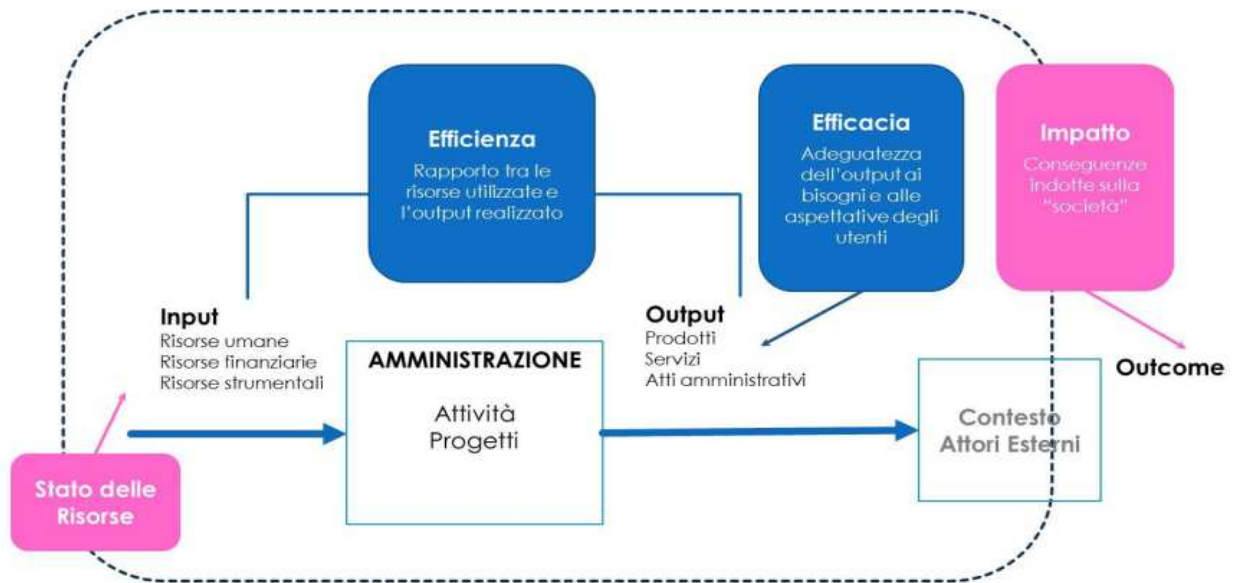 Efficienza
Rapporto tra le
risorse utilizzate e
l'output realizzato
Efficacia
Adeguatezza
dell'output ai
bisogni e alle
aspettative degli
utenti
Impatto
Conseguenze
indotte sulla
"società"
Input
Risorse umane
Risorse finanziarie
Risorse strumentali
AMMINISTRAZIONE
Attività
Progetti
Output
Prodotti
Servizi
Atti amministrativi
Outcome
Contesto
Attori Esterni
Stato delle
Risorse